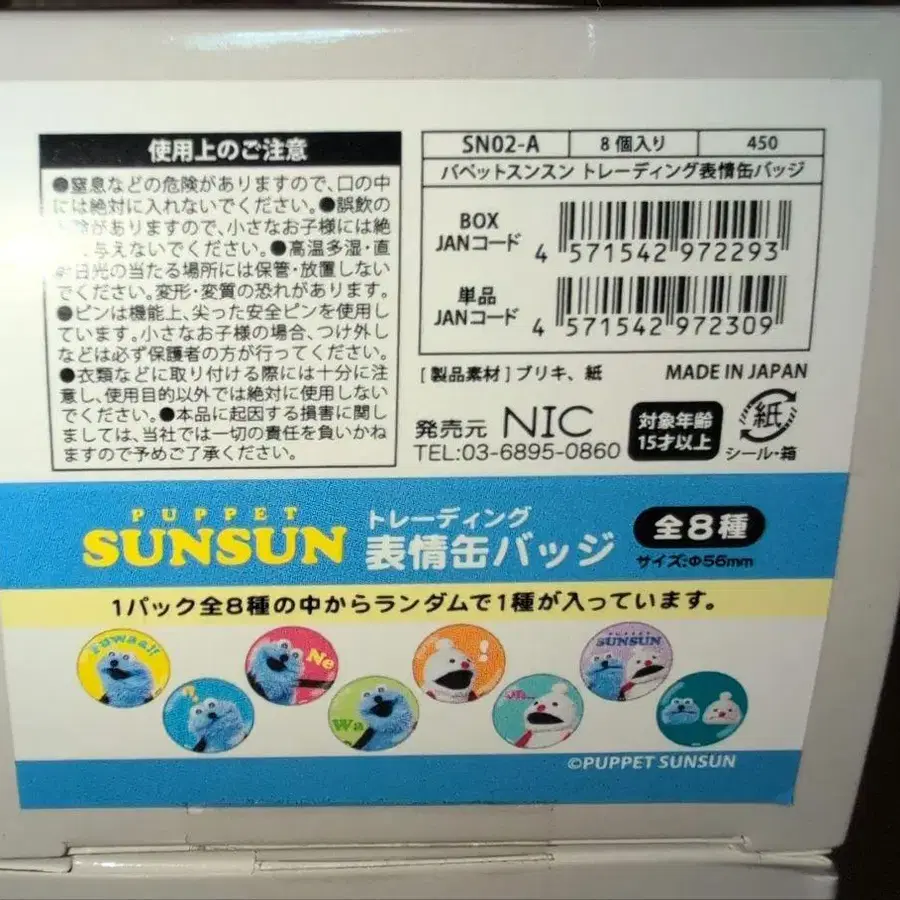 使用上のご注意
●窒息などの危険がありますので、口の中
には絶対に入れないでください。●誤飲の
険がありますので、小さなお子様には絶
与えないでください。●高温多湿・直
射日光の当たる場所には保管・放置しない
でください。変形・変質の恐れがあります。
●ピンは機能上、尖った安全ピンを使用し
ています。小さなお子様の場合、つけ外し
などは必ず保護者の方が行ってください。
●衣類などに取り付ける際には十分に注
意し、使用目的以外では絶対に使用しない
でください。●本品に起因する損害に関し
ましては、当社では一切の責任を負いかね
ますので予めご了承ください。
SN02-A 8個入り 450
パペットスンスン トレーディング表情缶バッジ
BOX
JANコード
4 571542 972293
単品
JANコード
4 571542 972309
[製品素材]ブリキ、紙 MADE IN JAPAN
発売元 NIC
TEL:03-6895-0860
対象年齢
15才以上
紙
シール・箱
PUPPET
SUNSUN
トレーディング
表情缶バッジ
全8種
サイズ:Φ56mm
1パック全8種の中からランダムで1種が入っています。
Fuwaa!!
Ne
!
PUPPET
SUNSUN
?
Wa
©PUPPET SUNSUN